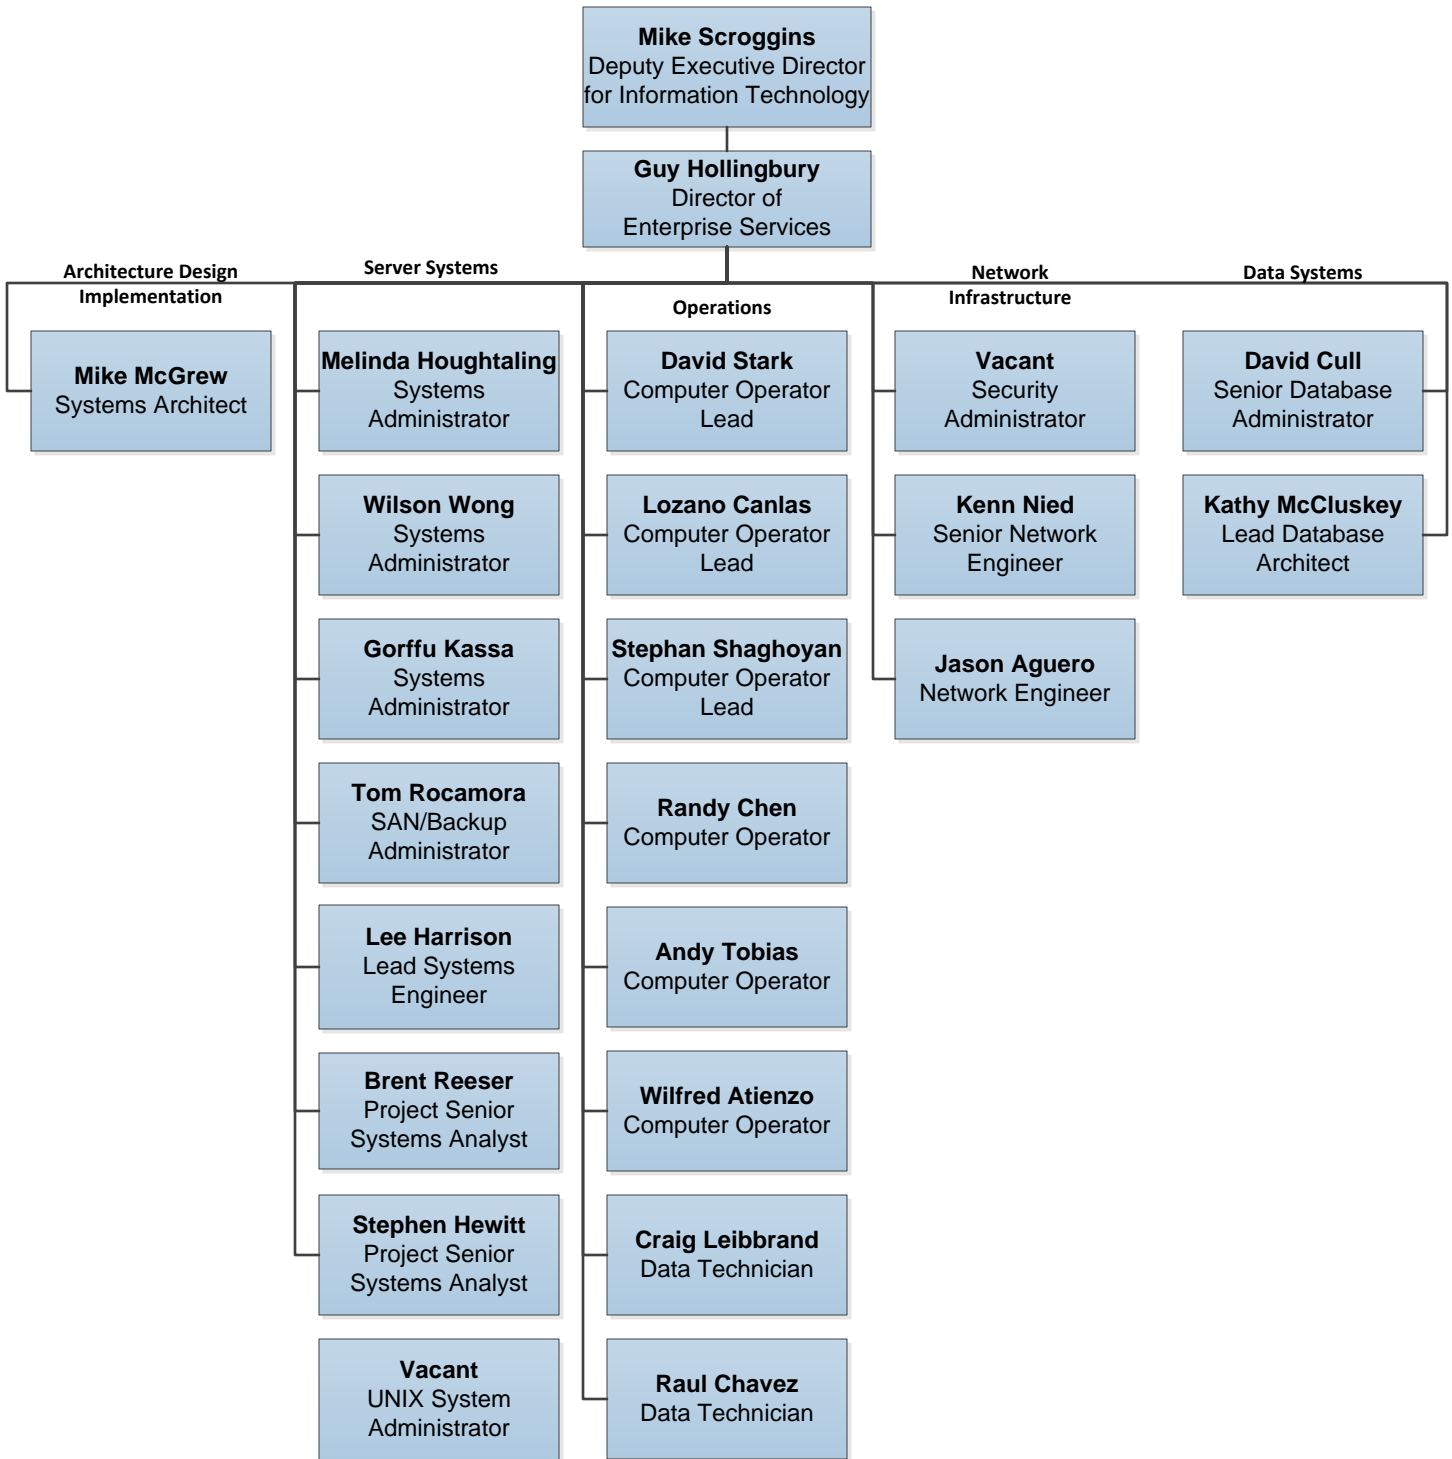 Mike Scroggins
Deputy Executive Director
for Information Technology
Guy Hollingbury
Director of
Enterprise Services
Architecture Design
Implementation
Mike McGrew
Systems Architect
Server Systems
Melinda Houghtaling
Systems
Administrator
Wilson Wong
Systems
Administrator
Gorffu Kassa
Systems
Administrator
Tom Rocamora
SAN/Backup
Administrator
Lee Harrison
Lead Systems
Engineer
Brent Reeser
Project Senior
Systems Analyst
Stephen Hewitt
Project Senior
Systems Analyst
Vacant
UNIX System
Administrator
Operations
David Stark
Computer Operator
Lead
Lozano Canlas
Computer Operator
Lead
Stephan Shaghoyan
Computer Operator
Lead
Randy Chen
Computer Operator
Andy Tobias
Computer Operator
Wilfred Atienzo
Computer Operator
Craig Leibbrand
Data Technician
Raul Chavez
Data Technician
Network
Infrastructure
Vacant
Security
Administrator
Kenn Nied
Senior Network
Engineer
Jason Aguero
Network Engineer
Data Systems
David Cull
Senior Database
Administrator
Kathy McCluskey
Lead Database
Architect